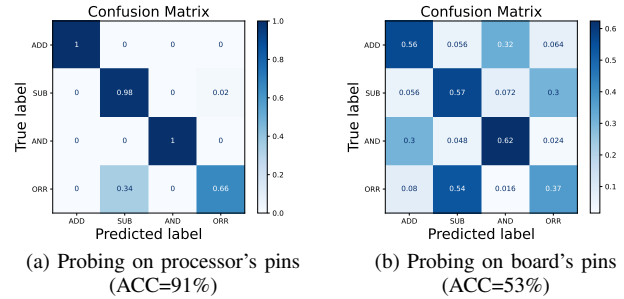 Confusion Matrix
ADD 1 0 0 0
SUB 0 0.98 0 0.02
AND 0 0 1 0
ORR 0 0.34 0 0.66
ADD SUB AND ORR
True label
Predicted label
1.0
0.8
0.6
0.4
0.2
0.0
(a) Probing on processor's pins
(ACC=91%)
Confusion Matrix
ADD 0.56 0.056 0.32 0.064
SUB 0.056 0.57 0.072 0.3
AND 0.3 0.048 0.62 0.024
ORR 0.08 0.54 0.016 0.37
ADD SUB AND ORR
True label
Predicted label
0.6
0.5
0.4
0.3
0.2
0.1
(b) Probing on board's pins
(ACC=53%)